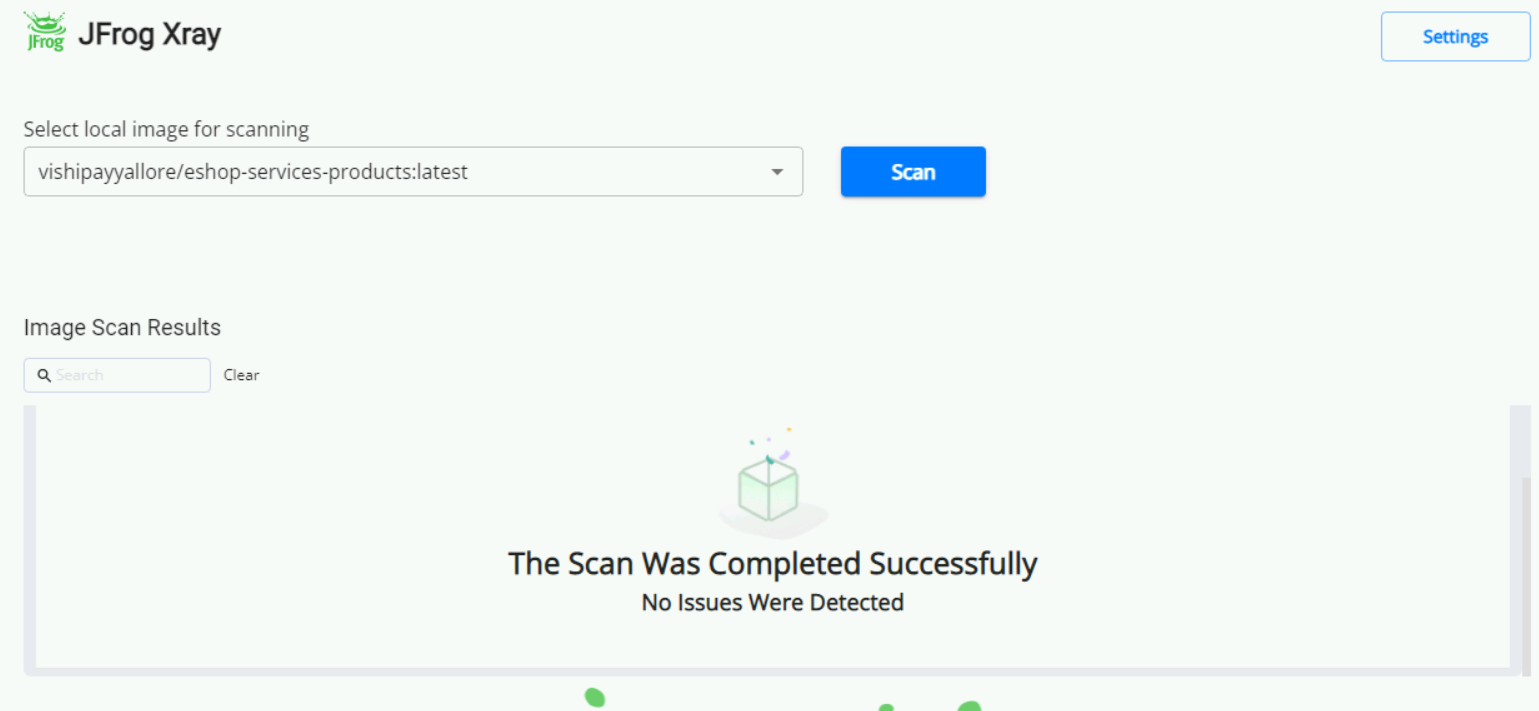 JFrog JFrog Xray
Settings
Select local image for scanning
vishipayyallore/eshop-services-products:latest
Scan
Image Scan Results
Search Clear
The Scan Was Completed Successfully
No Issues Were Detected